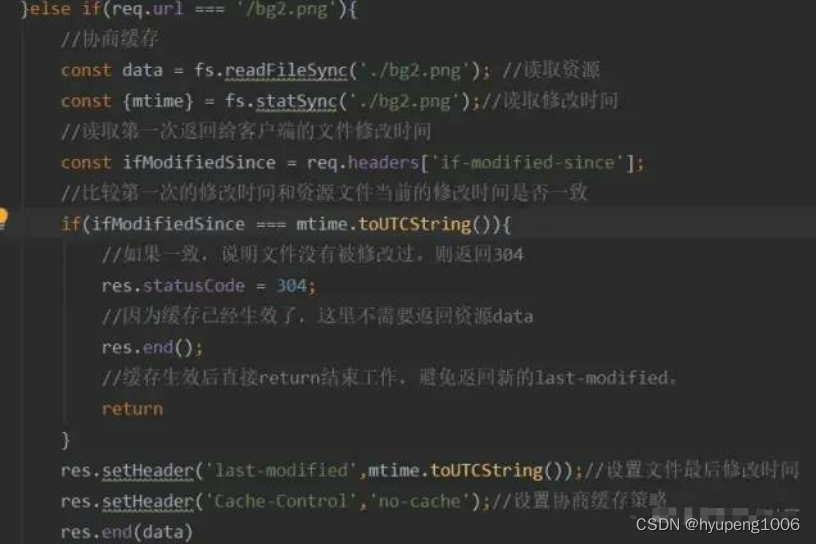 }else if(req.url === '/bg2.png'){
//协商缓存
const data = fs.readFileSync('./bg2.png'); //读取资源
const {mtime} = fs.statSync('./bg2.png');//读取修改时间
//读取第一次返回给客户端的文件修改时间
const ifModifiedSince = req.headers['if-modified-since'];
//比较第一次的修改时间和资源文件当前的修改时间是否一致
if(ifModifiedSince === mtime.toUTCString()){
//如果一致，说明文件没有被修改过。则返回304
res.statusCode = 304;
//因为缓存已经生效了，这里不需要返回资源data
res.end();
//缓存生效后直接return结束工作，避免返回新的last-modified。
return
}
res.setHeader('last-modified',mtime.toUTCString());//设置文件最后修改时间
res.setHeader('Cache-Control','no-cache');//设置协商缓存策略
res.end(data)
CSDN @hyupeng1006